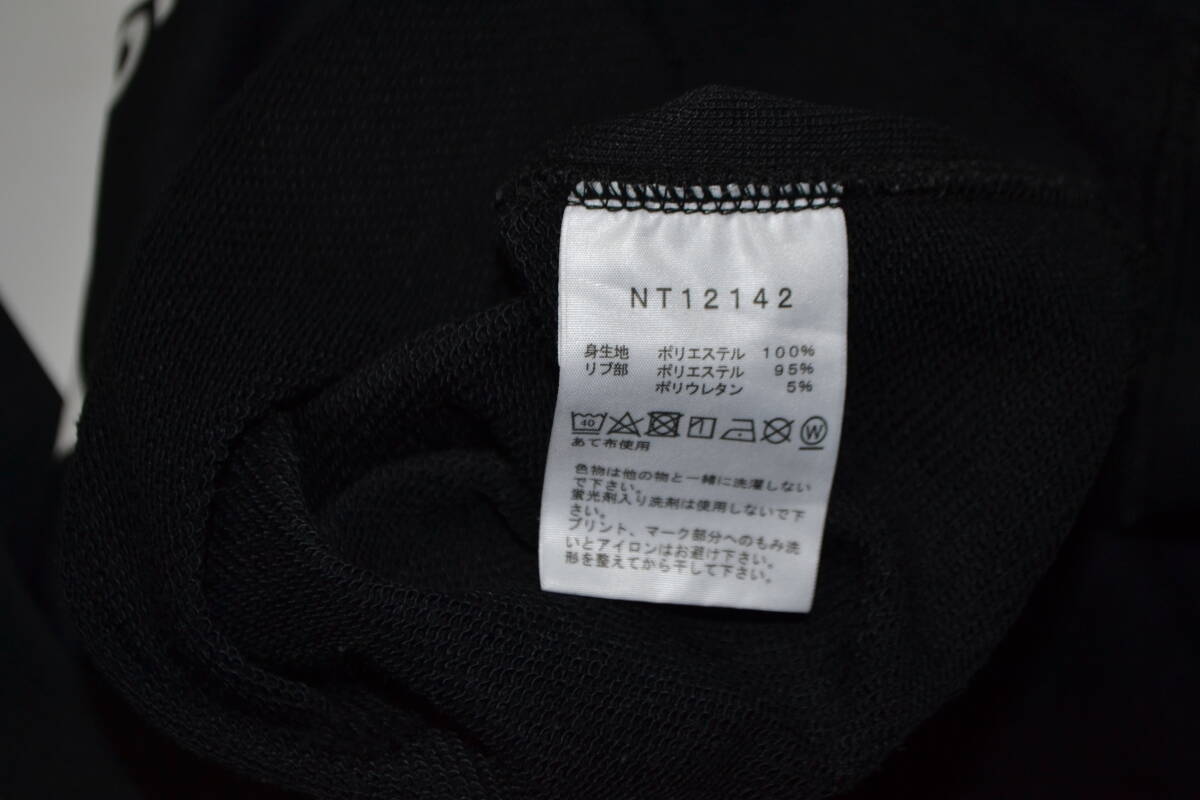 NT12142
身生地 ポリエステル 100%
リブ部 ポリエステル 95%
ポリウレタン 5%
40 W
あて布使用
色物は他の物と一緒に洗濯しない
で下さい。
蛍光剤入り洗剤は使用しないで下
さい。
プリント、マーク部分へのもみ洗
いとアイロンはお避け下さい。
形を整えてから干して下さい。